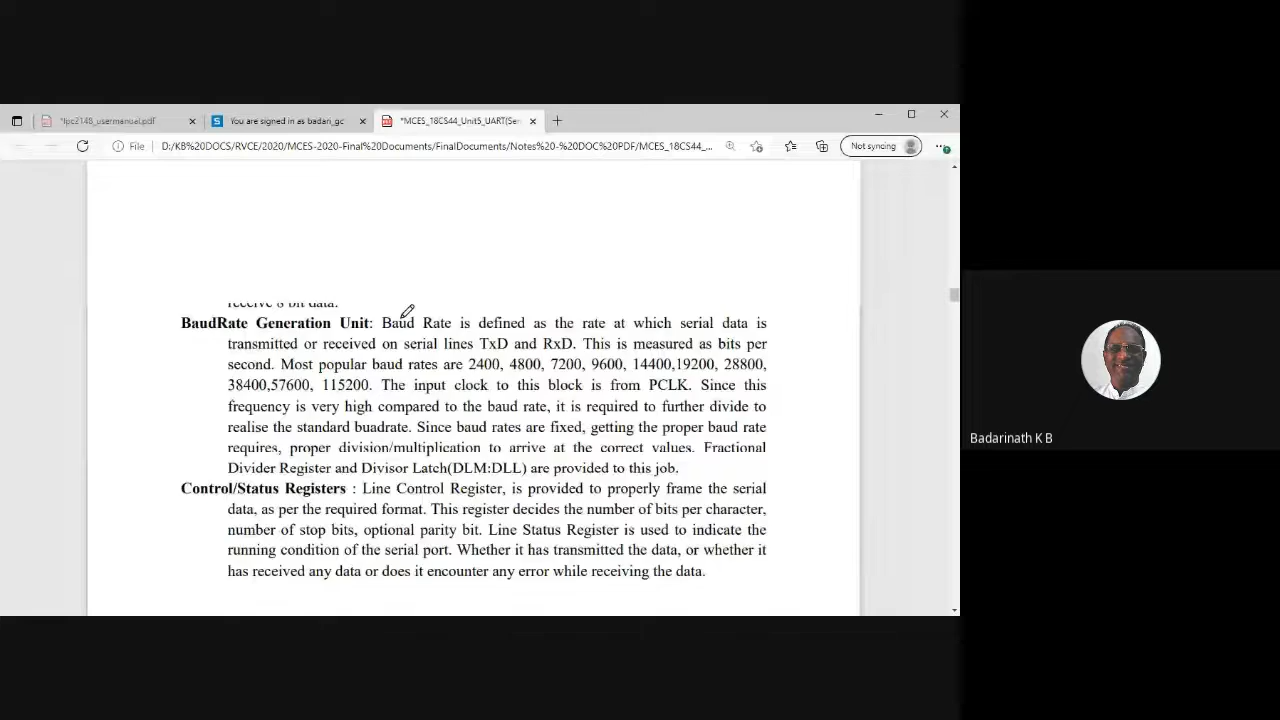 *lpc2148_usermanual.pdf
You are signed in as badari_gc
*MCES_18CS44_Unit5_UART(Ser
File
D:/KB%20DOCS/RVCE/2020/MCES-2020-Final%20Documents/FinalDocuments/Notes%20-%20DOC%20PDF/MCES_18CS44_...
Not syncing
receive 8 bit data.
BaudRate Generation Unit: Baud Rate is defined as the rate at which serial data is
transmitted or received on serial lines TxD and RxD. This is measured as bits per
second. Most popular baud rates are 2400, 4800, 7200, 9600, 14400,19200, 28800,
38400,57600, 115200. The input clock to this block is from PCLK. Since this
frequency is very high compared to the baud rate, it is required to further divide to
realise the standard buadrate. Since baud rates are fixed, getting the proper baud rate
requires, proper division/multiplication to arrive at the correct values. Fractional
Divider Register and Divisor Latch(DLM:DLL) are provided to this job.
Control/Status Registers : Line Control Register, is provided to properly frame the serial
data, as per the required format. This register decides the number of bits per character,
number of stop bits, optional parity bit. Line Status Register is used to indicate the
running condition of the serial port. Whether it has transmitted the data, or whether it
has received any data or does it encounter any error while receiving the data.
Badarinath K B